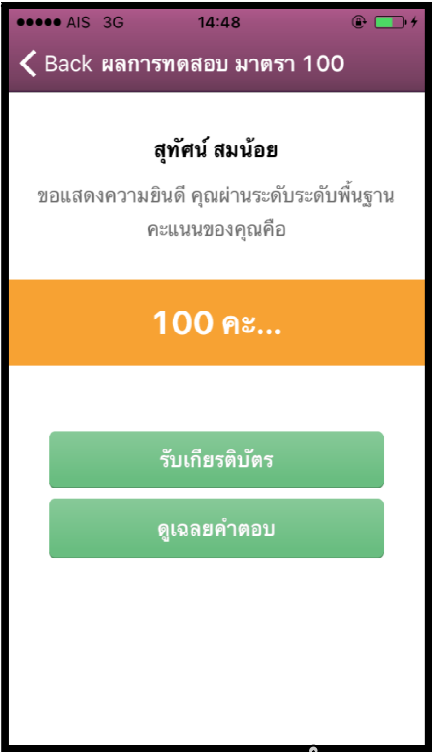 AIS 3G 14:48
Back ผลการทดสอบ มาตรา 100
สุทัศน์ สมน้อย
ขอแสดงความยินดี คุณผ่านระดับระดับพื้นฐาน
คะแนนของคุณคือ
100 คะ...
รับเกียรติบัตร
ดูเฉลยคำตอบ